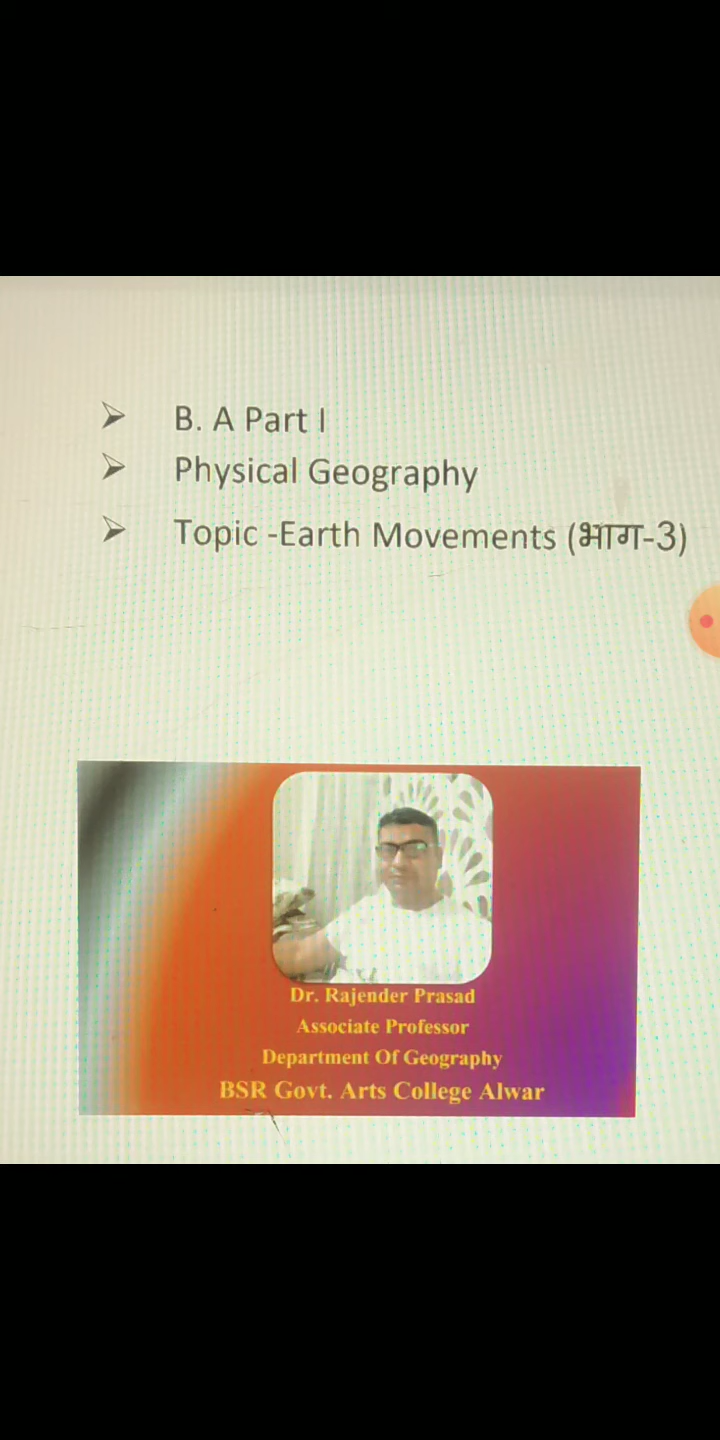 B. A Part I
Physical Geography
Topic -Earth Movements (भाग-3)
Dr. Rajender Prasad
Associate Professor
Department Of Geography
BSR Govt. Arts College Alwar